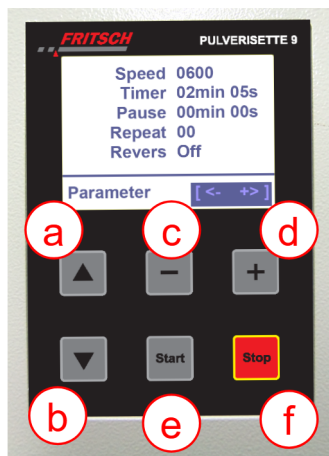 FRITSCH PULVERISETTE 9
Speed 0600
Timer 02min 05s
Pause 00min 00s
Repeat 00
Revers Off
Parameter [ <- +> ]
a c d
▲ − +
▼ Start Stop
b e f